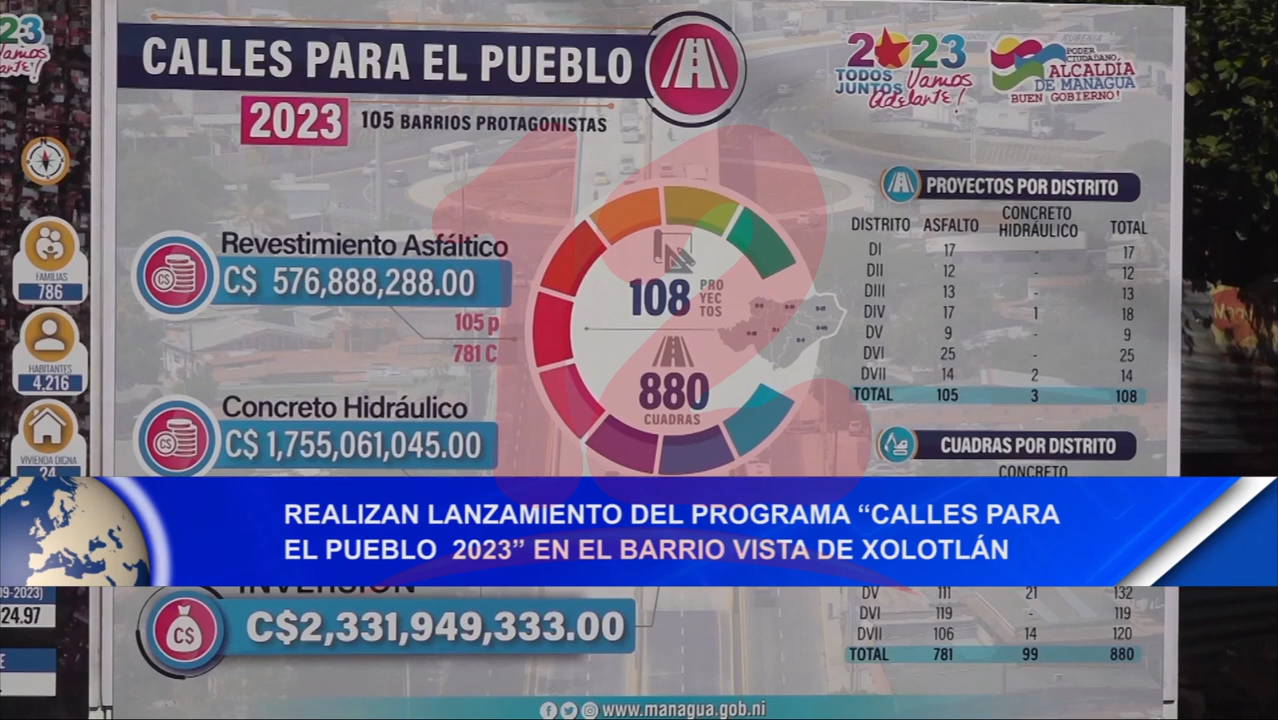 23
Vamos
CALLES PARA EL PUEBLO
2023
105 BARRIOS PROTAGONISTAS
2023
TODOS JUNTOS
Vamos Adelante!
PODER CIUDADANO
ALCALDÍA
DE MANAGUA
BUEN GOBIERNO!
FAMILIAS
786
HABITANTES
4,216
VIVIENDA DIGNA
24
Revestimiento Asfáltico
C$ 576,888,288.00
105 p
781 C
Concreto Hidráulico
C$ 1,755,061,045.00
108 PRO
YEC
TOS
880
CUADRAS
PROYECTOS POR DISTRITO
DISTRITO ASFALTO CONCRETO HIDRÁULICO TOTAL
DI 17 - 17
DII 12 - 12
DIII 13 - 13
DIV 17 1 18
DV 9 - 9
DVI 25 - 25
DVII 14 2 14
TOTAL 105 3 108
CUADRAS POR DISTRITO
CONCRETO
REALIZAN LANZAMIENTO DEL PROGRAMA “CALLES PARA
EL PUEBLO 2023” EN EL BARRIO VISTA DE XOLOTLÁN
09-2023)
24.97
INVERSIÓN
C$
C$2,331,949,333.00
DV 111 21 132
DVI 119 - 119
DVII 106 14 120
TOTAL 781 99 880
www.managua.gob.ni
12